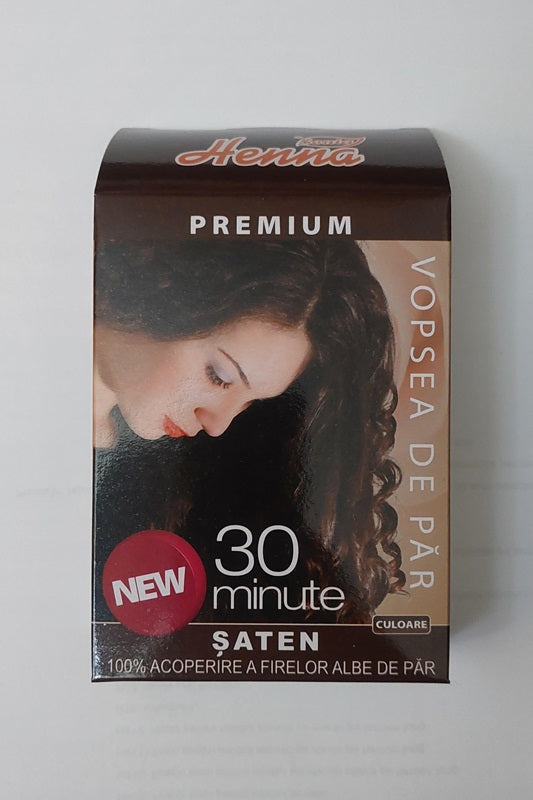 Henna
PREMIUM
VOPSEA DE PĂR
30
minute
NEW
CULOARE
ȘATEN
100% ACOPERIRE A FIRELOR ALBE DE PĂR